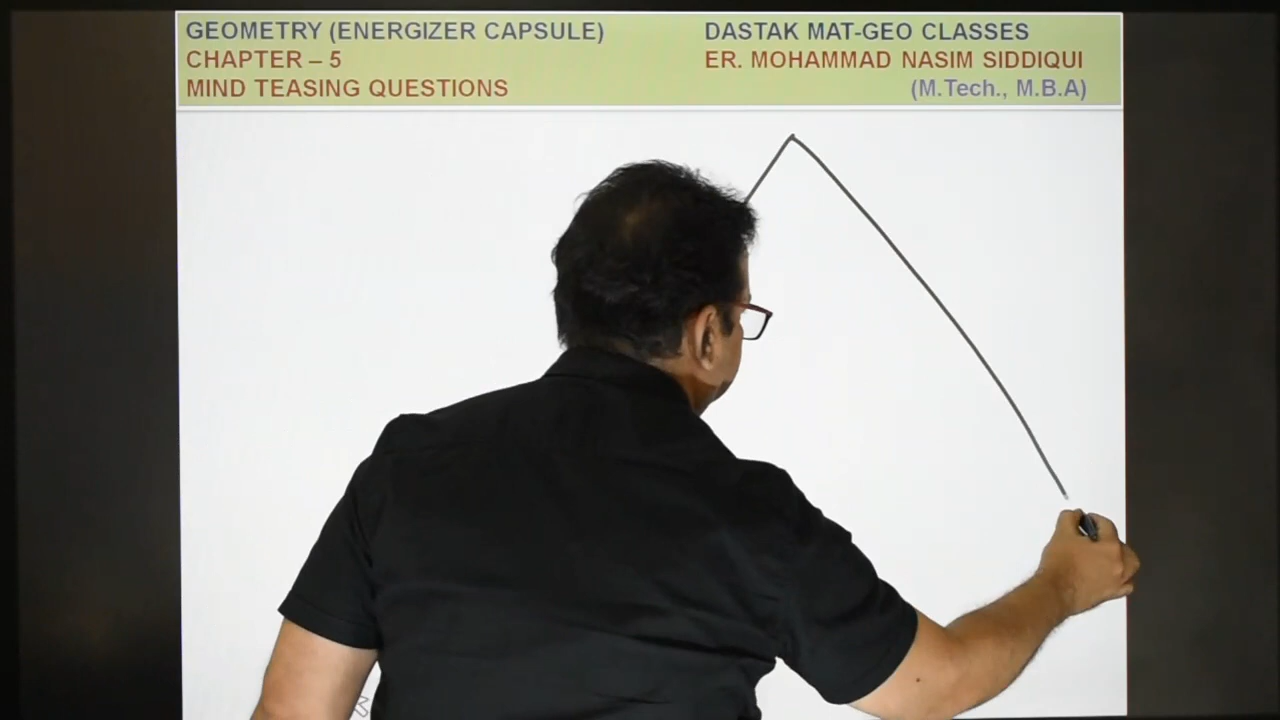 GEOMETRY (ENERGIZER CAPSULE)
CHAPTER – 5
MIND TEASING QUESTIONS
DASTAK MAT-GEO CLASSES
ER. MOHAMMAD NASIM SIDDIQUI
(M.Tech., M.B.A)